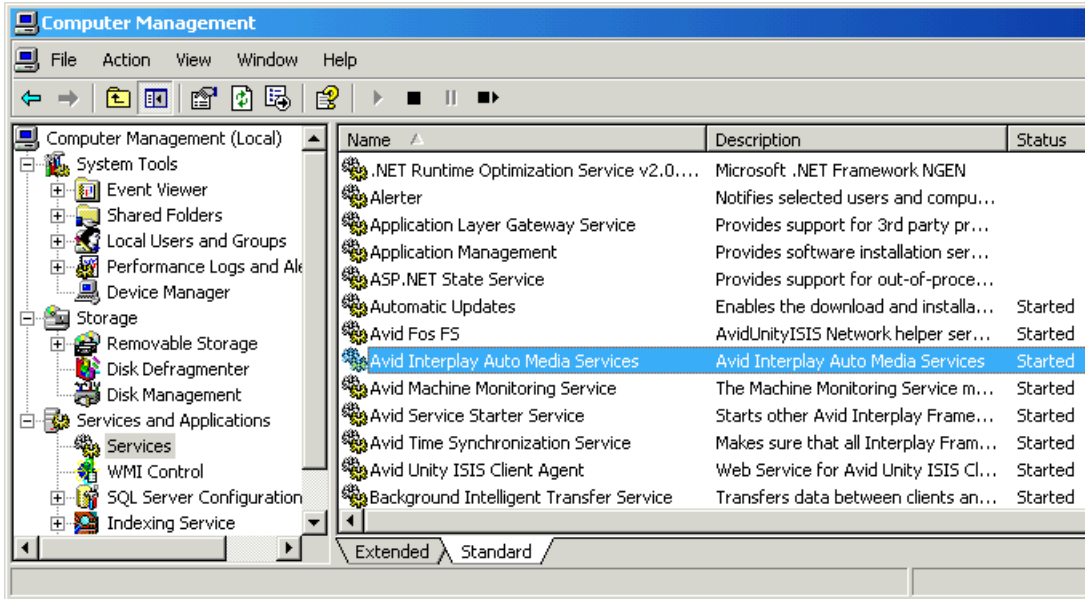 Computer Management
File Action View Window Help
Computer Management (Local)
System Tools
Event Viewer
Shared Folders
Local Users and Groups
Performance Logs and Ale
Device Manager
Storage
Removable Storage
Disk Defragmenter
Disk Management
Services and Applications
Services
WMI Control
SQL Server Configuration
Indexing Service
Name Description Status
.NET Runtime Optimization Service v2.0.... Microsoft .NET Framework NGEN
Alerter Notifies selected users and compu...
Application Layer Gateway Service Provides support for 3rd party pr...
Application Management Provides software installation ser...
ASP.NET State Service Provides support for out-of-proce...
Automatic Updates Enables the download and installa... Started
Avid Fos FS AvidUnityISIS Network helper ser... Started
Avid Interplay Auto Media Services Avid Interplay Auto Media Services Started
Avid Machine Monitoring Service The Machine Monitoring Service m... Started
Avid Service Starter Service Starts other Avid Interplay Frame... Started
Avid Time Synchronization Service Makes sure that all Interplay Fram... Started
Avid Unity ISIS Client Agent Web Service for Avid Unity ISIS Cl... Started
Background Intelligent Transfer Service Transfers data between clients an... Started
Extended Standard